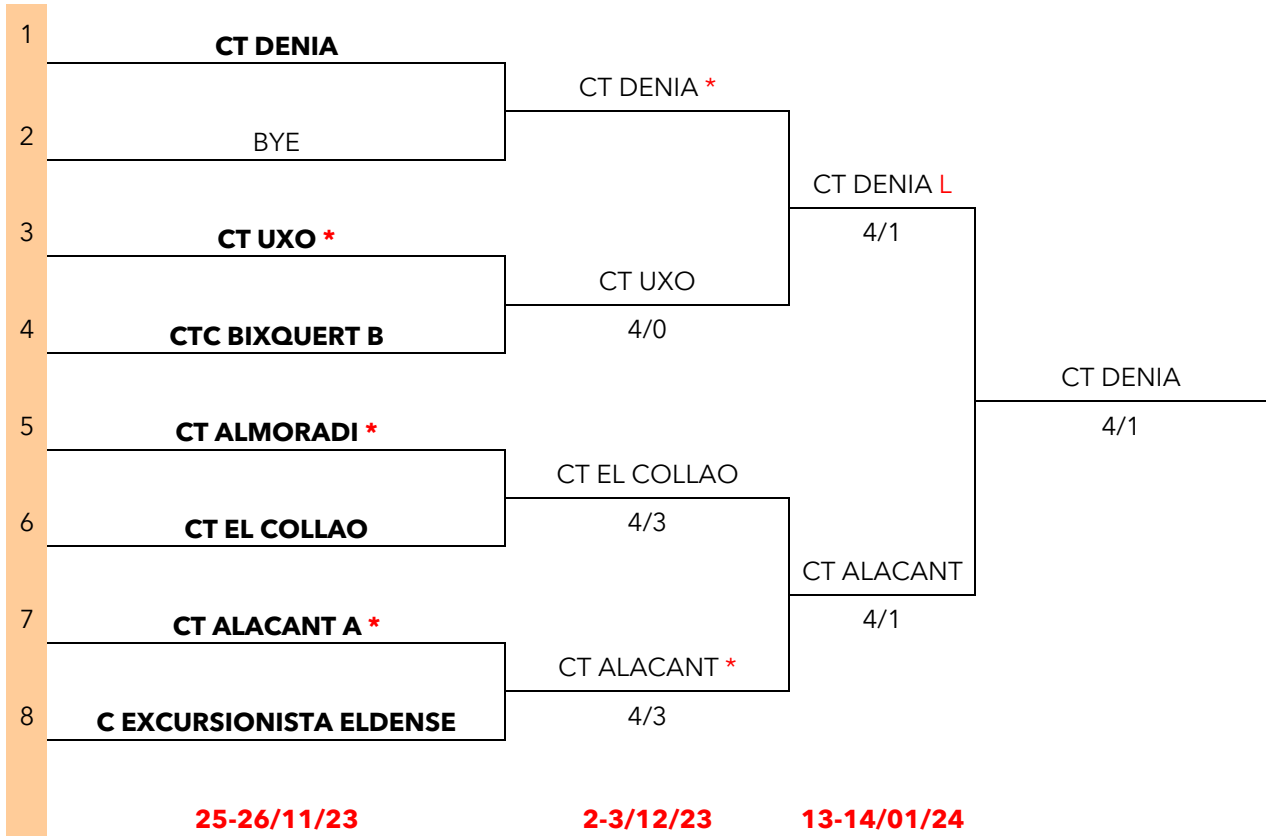 1
CT DENIA
CT DENIA *
2
BYE
CT DENIA L
3
CT UXO *
4/1
CT UXO
4
CTC BIXQUERT B
4/0
CT DENIA
5
CT ALMORADI *
4/1
CT EL COLLAO
6
CT EL COLLAO
4/3
CT ALACANT
7
CT ALACANT A *
4/1
CT ALACANT *
8
C EXCURSIONISTA ELDENSE
4/3
25-26/11/23
2-3/12/23
13-14/01/24